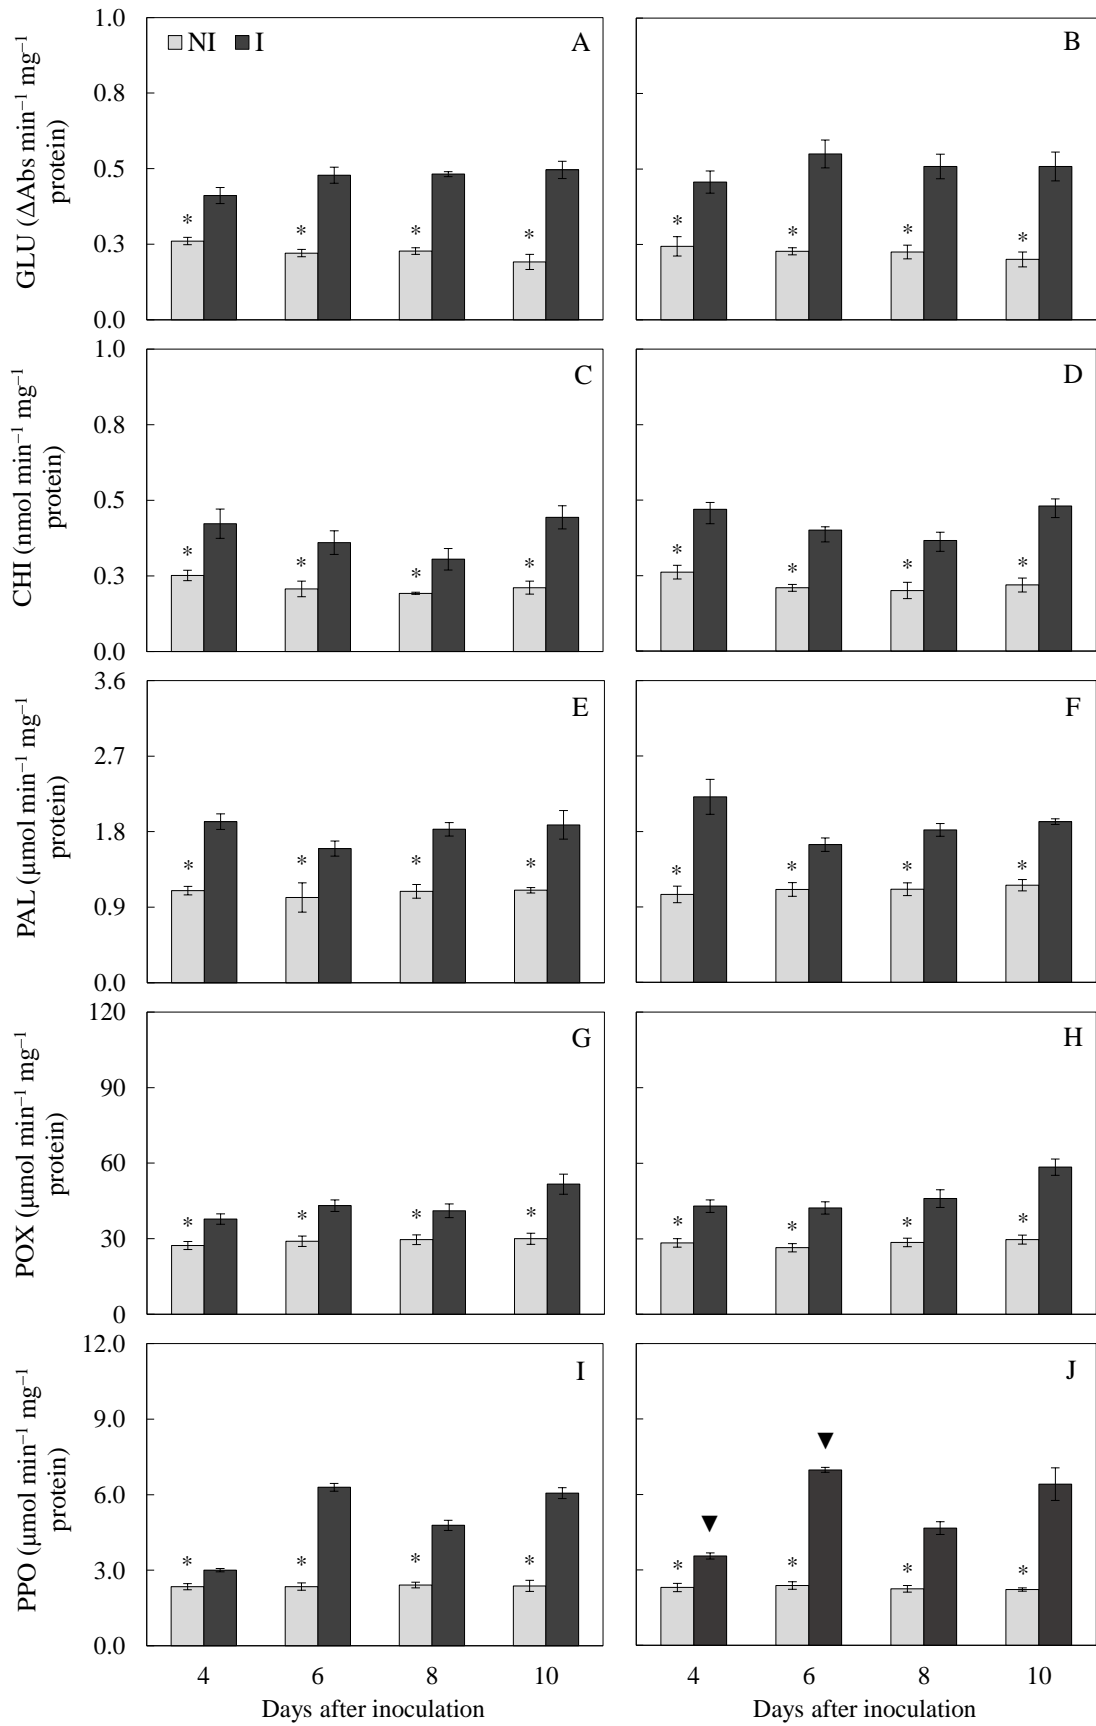 GLU (ΔAbs min⁻¹ mg⁻¹
protein)
1.0
0.8
0.5
0.3
0.0
NI I
A
* * * *
B
* * * *
CHI (nmol min⁻¹ mg⁻¹
protein)
1.0
0.8
0.5
0.3
0.0
C
* * * *
D
* * * *
PAL (μmol min⁻¹ mg⁻¹
protein)
3.6
2.7
1.8
0.9
0.0
E
* * * *
F
* * * *
POX (μmol min⁻¹ mg⁻¹
protein)
120
90
60
30
0
G
* * * *
H
* * * *
PPO (μmol min⁻¹ mg⁻¹
protein)
12.0
9.0
6.0
3.0
0.0
I
* * * *
J
▼ ▼
* * * *
4 6 8 10
Days after inoculation
4 6 8 10
Days after inoculation